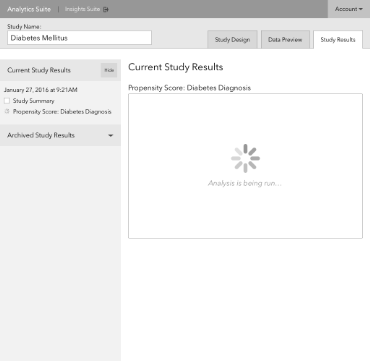 Analytics Suite | Insights Suite
Account
Study Name:
Diabetes Mellitus
Study Design
Data Preview
Study Results
Current Study Results
Hide
January 27, 2016 at 9:21AM
Study Summary
Propensity Score: Diabetes Diagnosis
Archived Study Results
Current Study Results
Propensity Score: Diabetes Diagnosis
Analysis is being run...